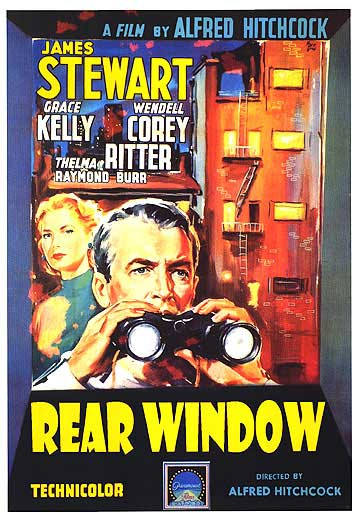 A FILM BY ALFRED HITCHCOCK
JAMES
STEWART
GRACE WENDELL
KELLY COREY
THELMA RITTER
RAYMOND BURR
REAR WINDOW
TECHNICOLOR
Paramount
DIRECTED BY
ALFRED HITCHCOCK